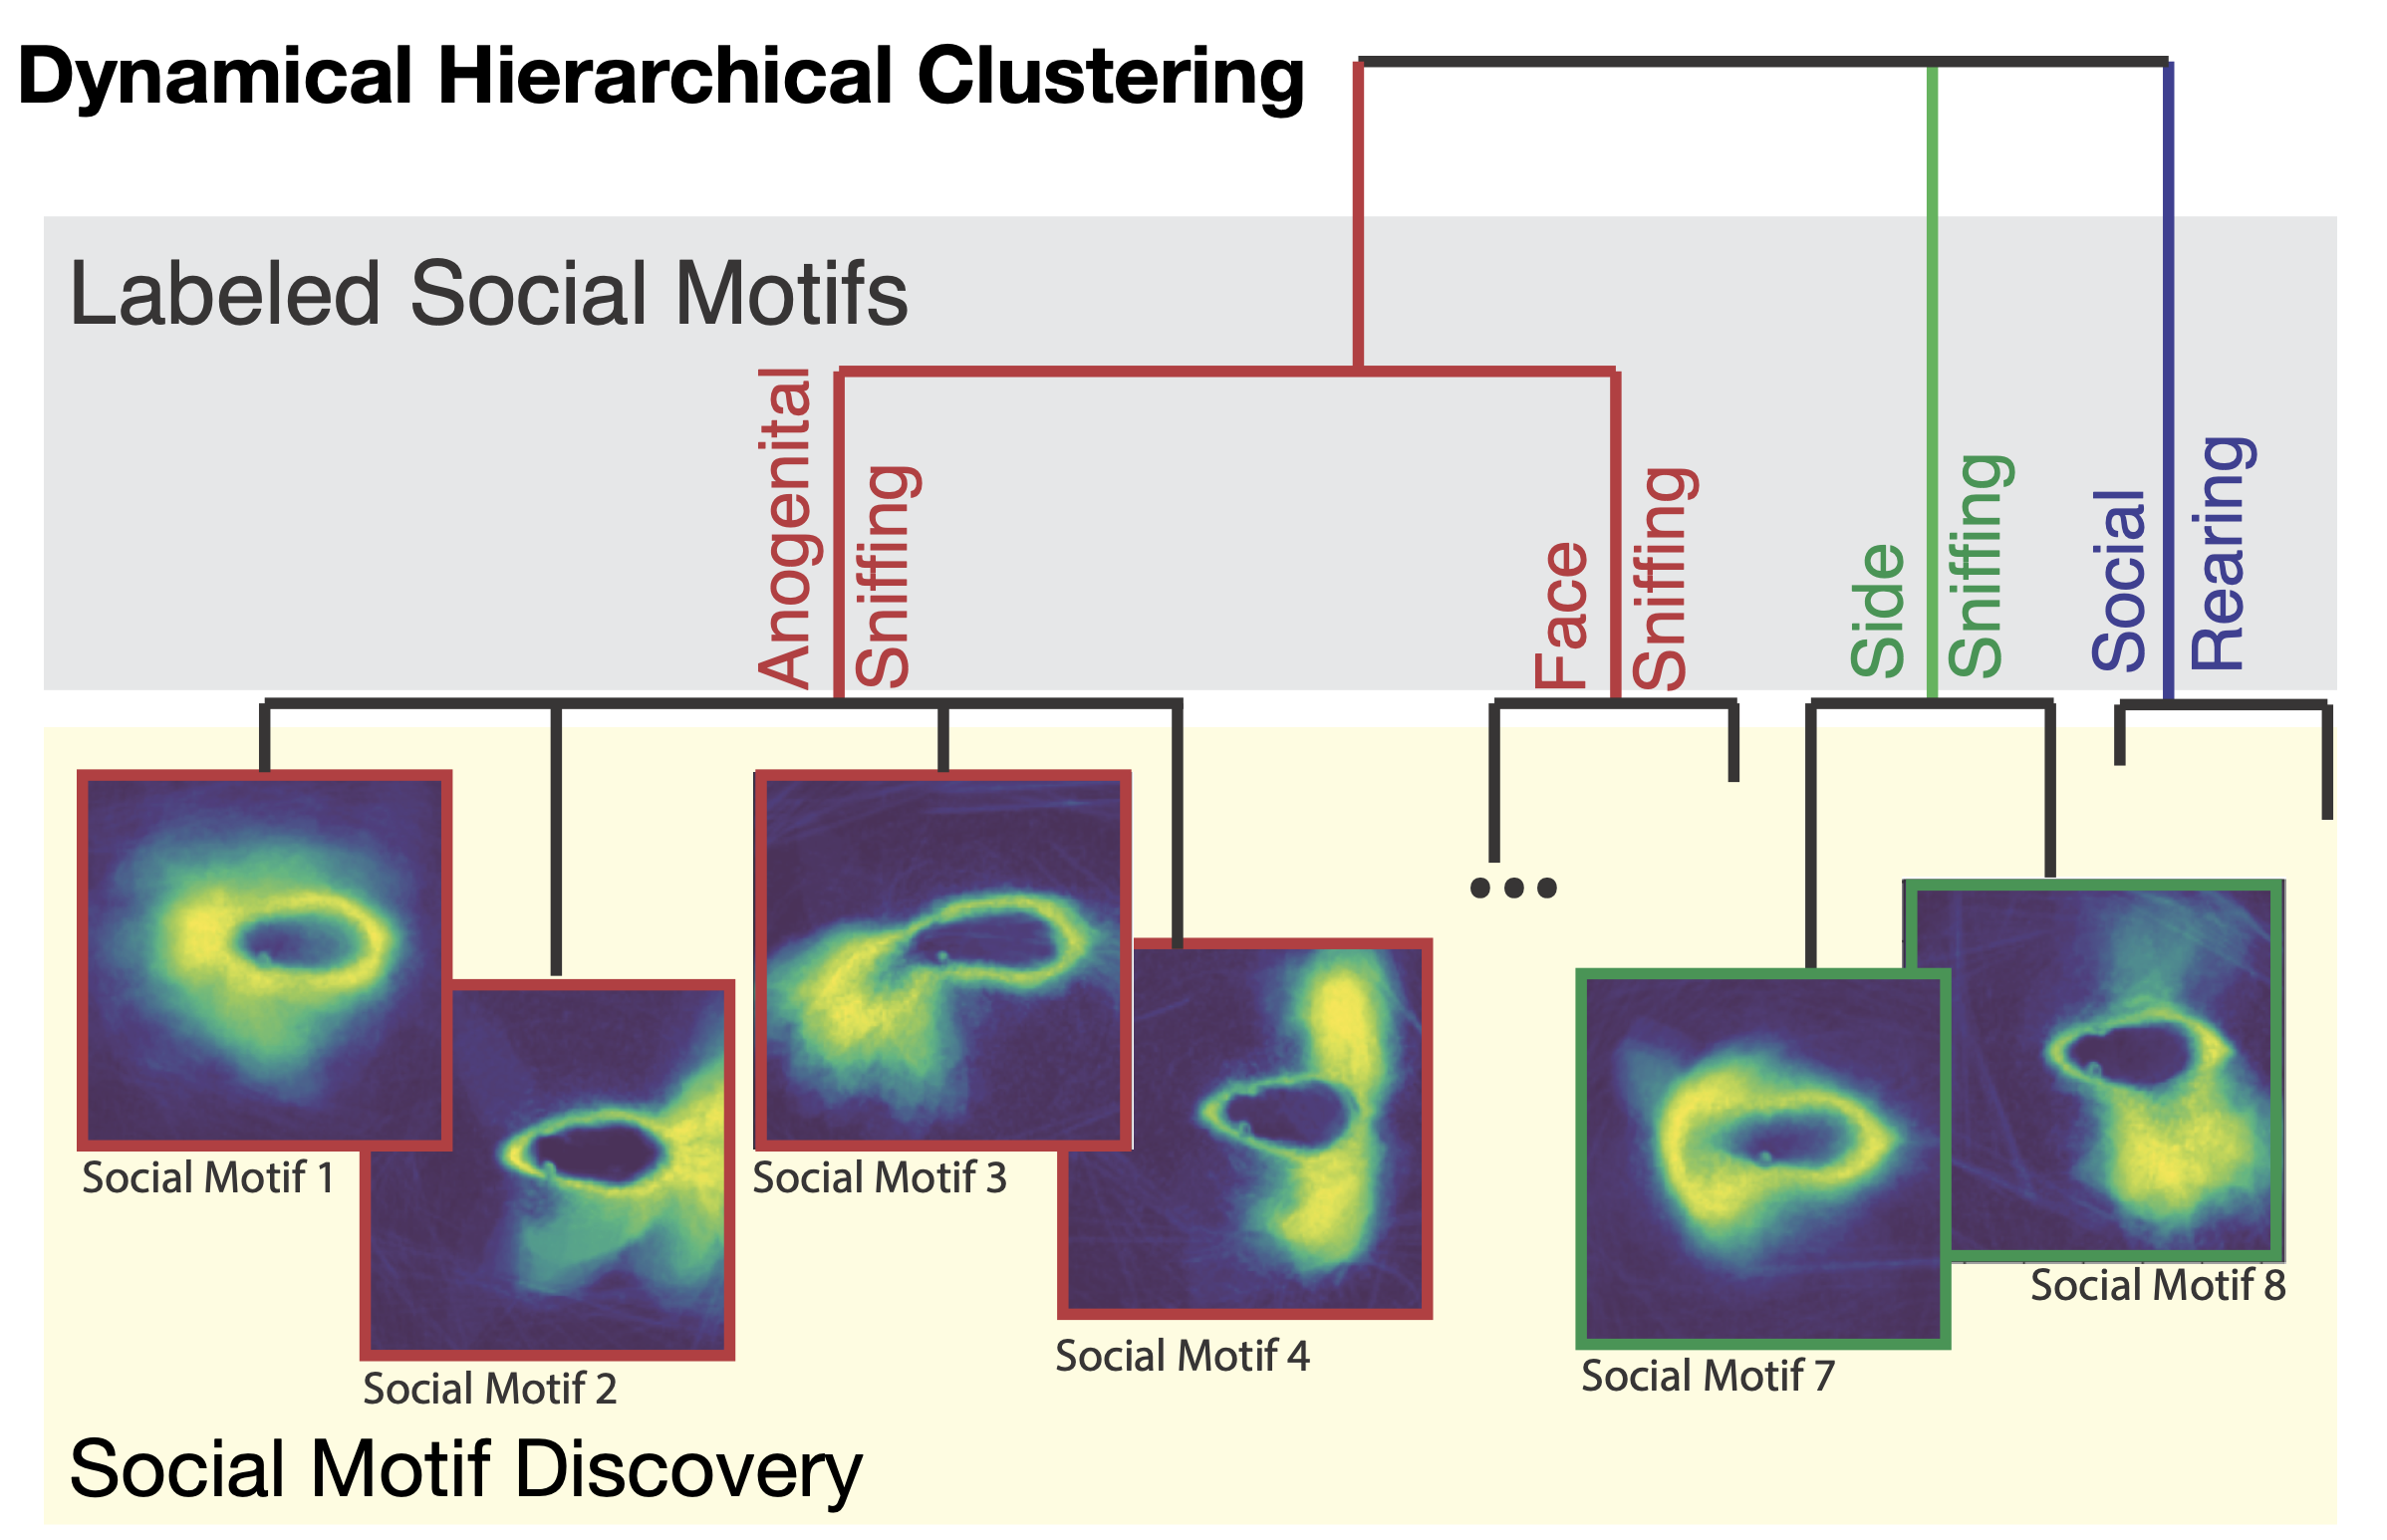 Dynamical Hierarchical Clustering
Labeled Social Motifs
Anogenital
Sniffing
Face
Sniffing
Side
Sniffing
Social
Rearing
Social Motif 1
Social Motif 2
Social Motif 3
Social Motif 4
•••
Social Motif 7
Social Motif 8
Social Motif Discovery